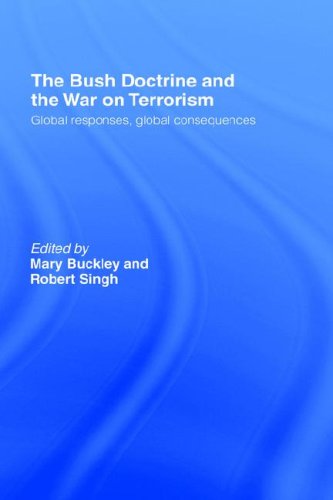 The Bush Doctrine and
the War on Terrorism
Global responses, global consequences
Edited by
Mary Buckley and
Robert Singh